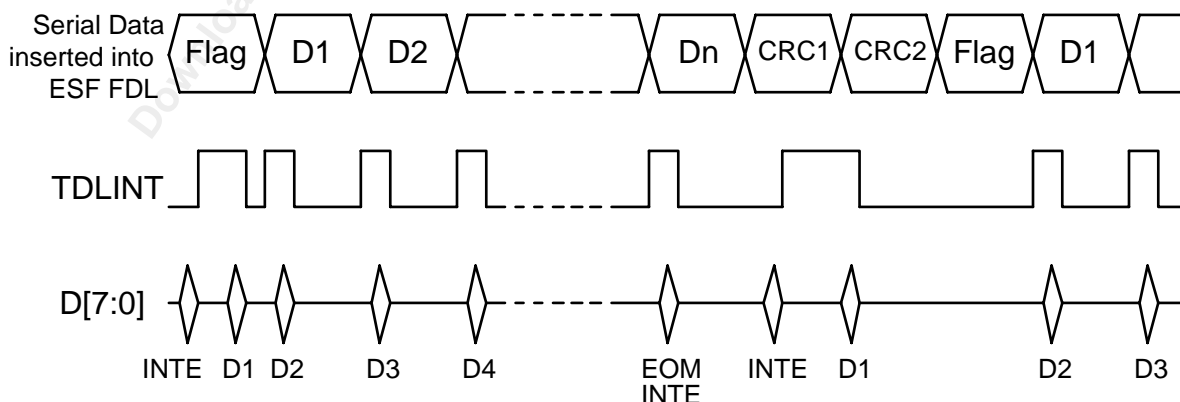 Serial Data
inserted into
ESF FDL
Flag D1 D2 Dn CRC1 CRC2 Flag D1
TDLINT
D[7:0]
INTE D1 D2 D3 D4 EOM INTE D1 D2 D3
INTE